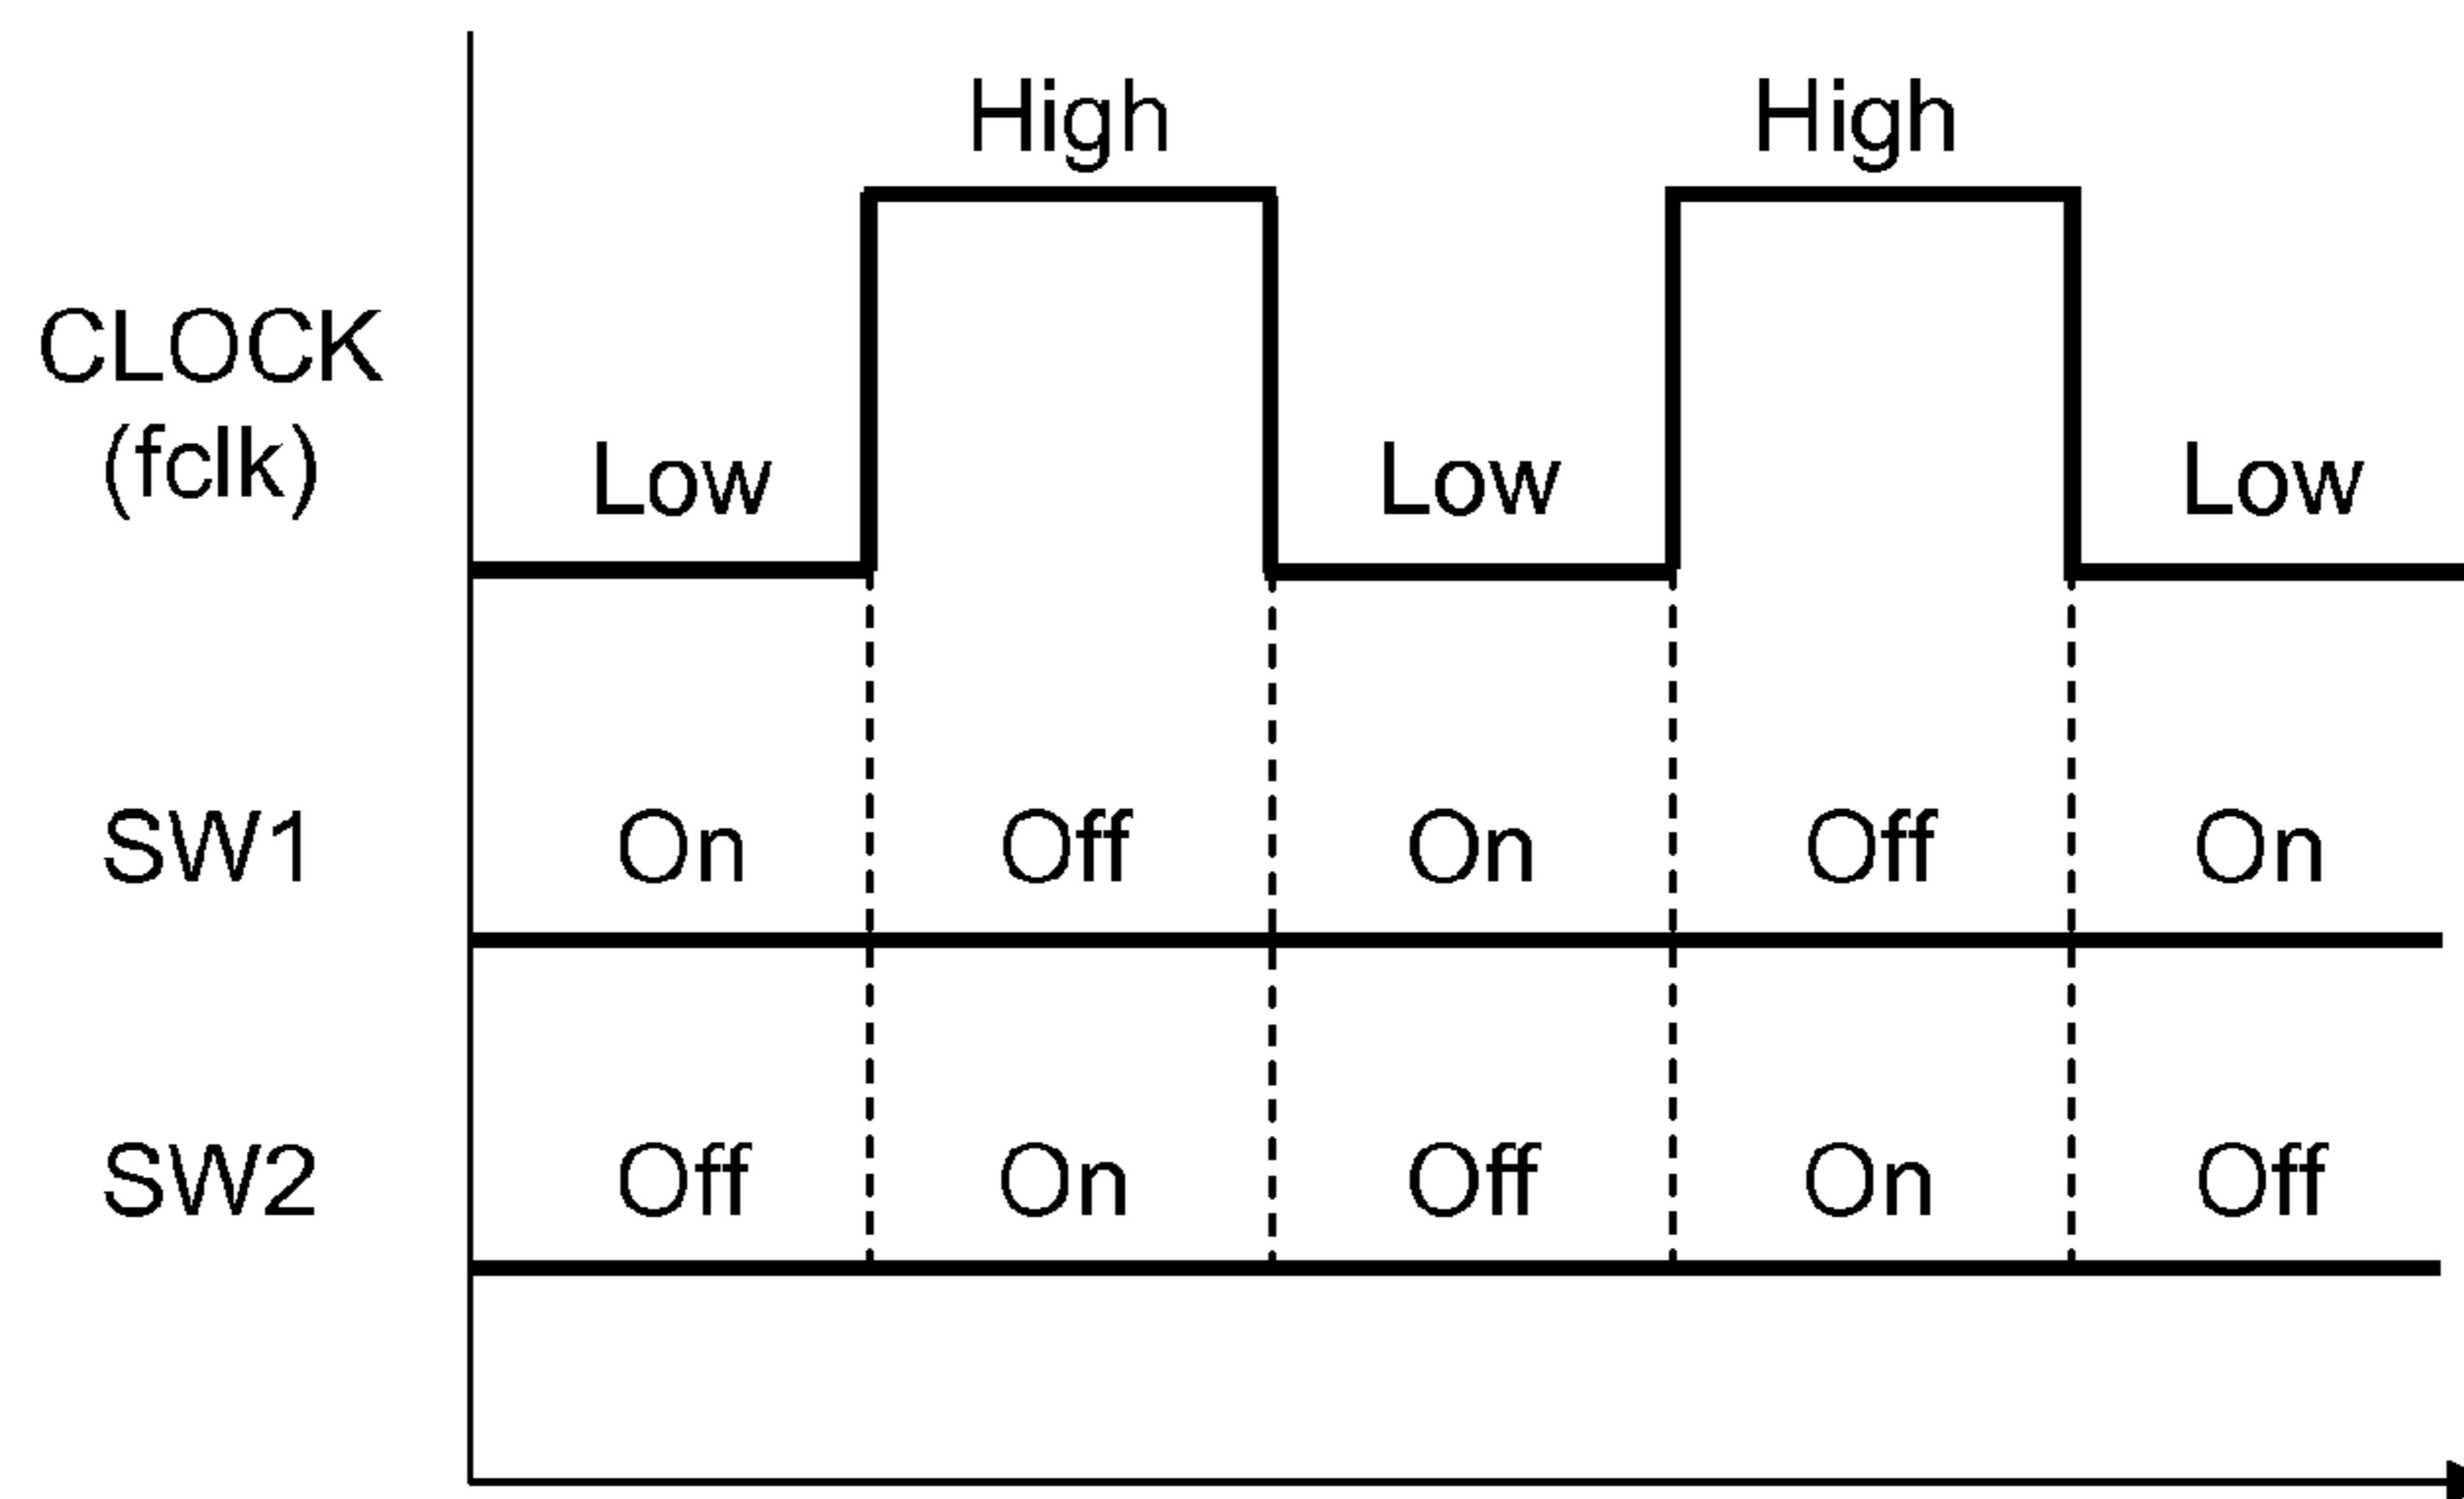 High High
CLOCK
(fclk)
Low Low Low
SW1 On Off On Off On
SW2 Off On Off On Off